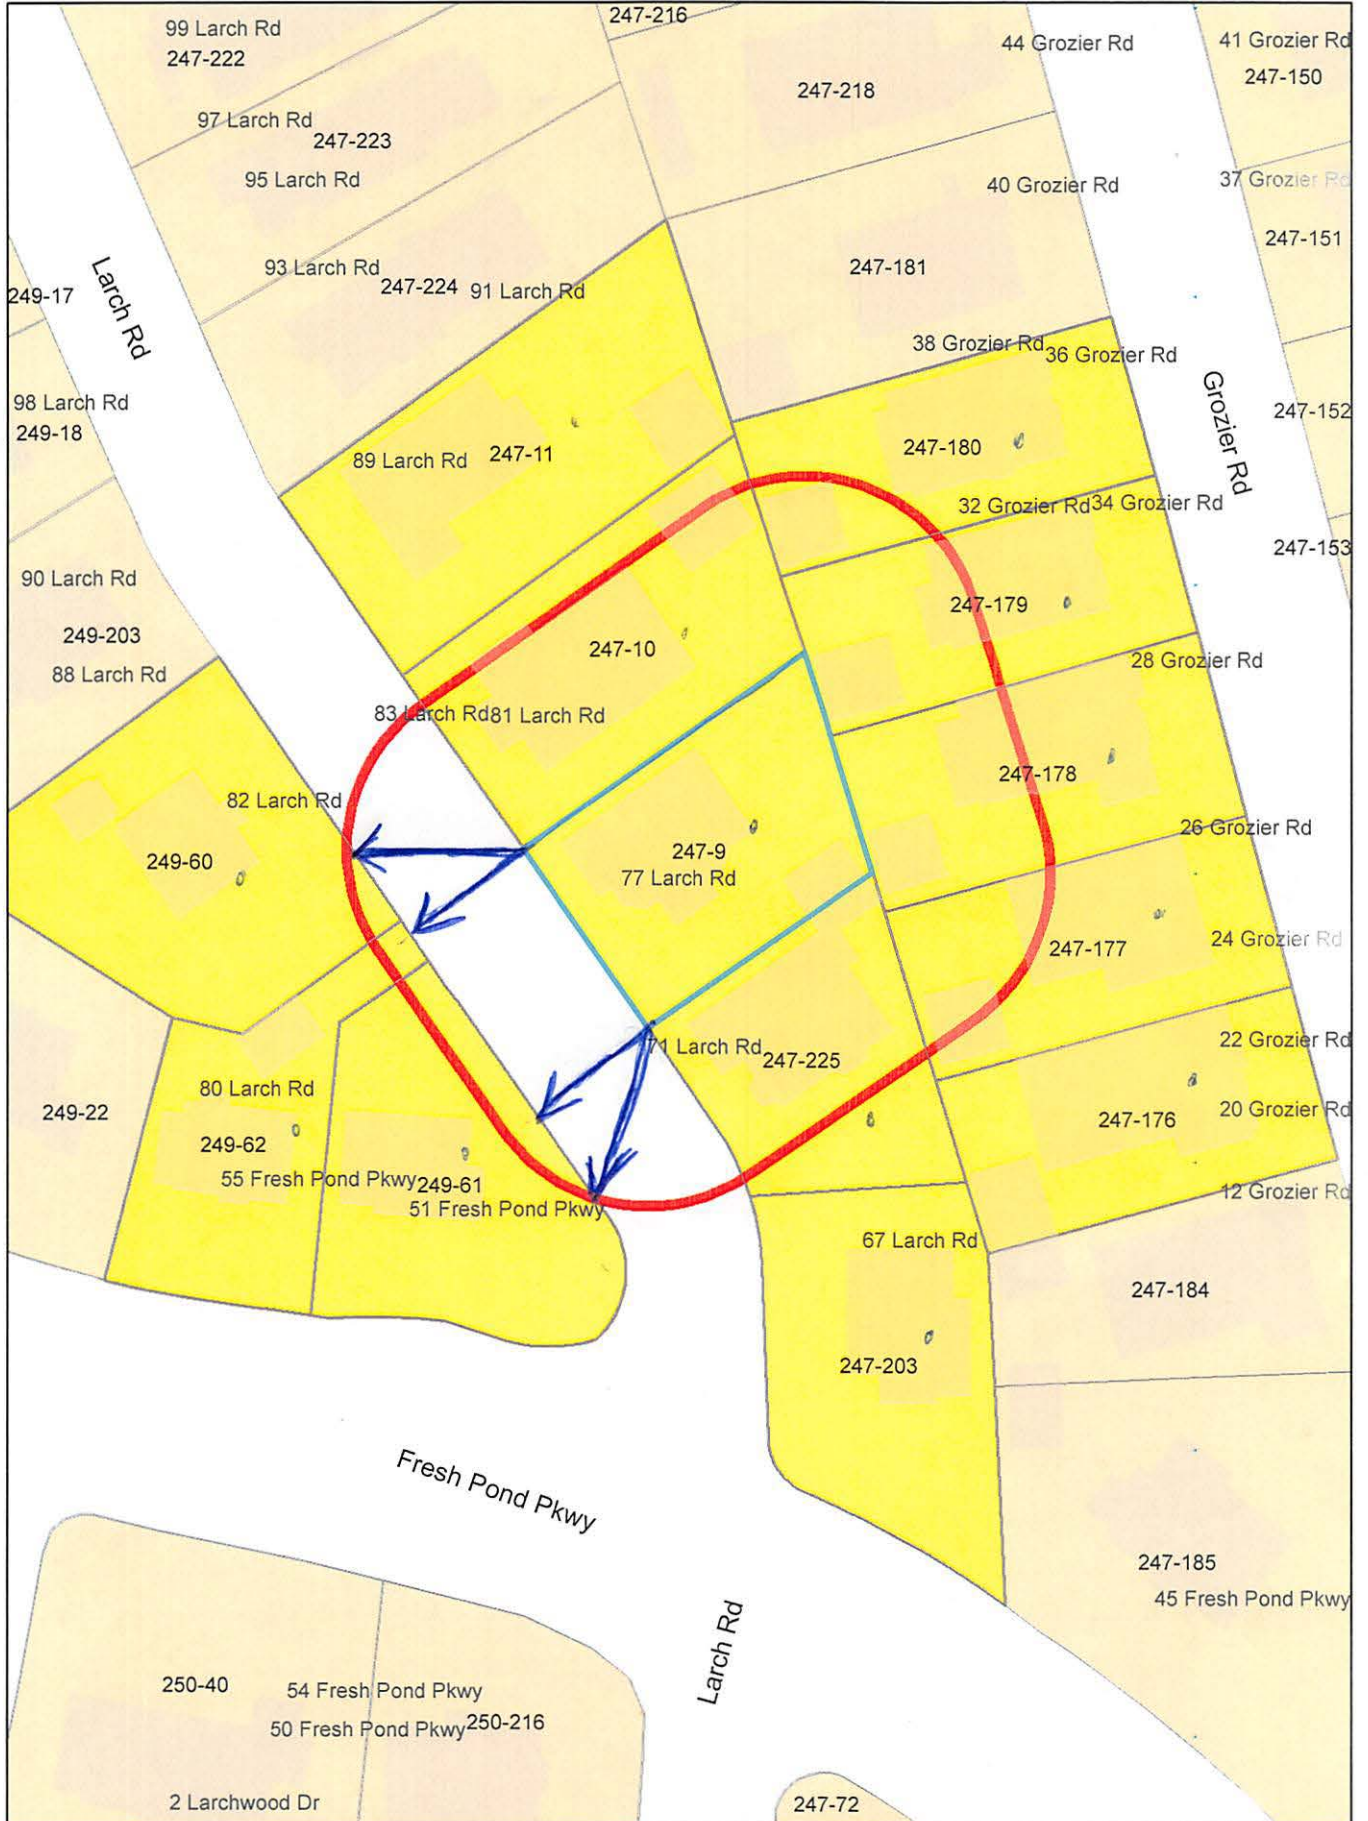 247-216
99 Larch Rd
44 Grozier Rd
41 Grozier Rd
247-222
247-150
247-218
97 Larch Rd
247-223
95 Larch Rd
40 Grozier Rd
37 Grozier Rd
247-151
93 Larch Rd
247-181
247-224
91 Larch Rd
249-17
Larch Rd
38 Grozier Rd
36 Grozier Rd
98 Larch Rd
249-18
247-152
Grozier Rd
247-180
89 Larch Rd
247-11
32 Grozier Rd
34 Grozier Rd
247-153
90 Larch Rd
247-179
249-203
247-10
88 Larch Rd
28 Grozier Rd
83 Larch Rd
81 Larch Rd
247-178
82 Larch Rd
26 Grozier Rd
249-60
247-9
77 Larch Rd
24 Grozier Rd
247-177
71 Larch Rd
247-225
22 Grozier Rd
80 Larch Rd
249-22
20 Grozier Rd
247-176
249-62
55 Fresh Pond Pkwy
249-61
12 Grozier Rd
51 Fresh Pond Pkwy
67 Larch Rd
247-184
247-203
Fresh Pond Pkwy
247-185
45 Fresh Pond Pkwy
Larch Rd
250-40
54 Fresh Pond Pkwy
50 Fresh Pond Pkwy
250-216
2 Larchwood Dr
247-72